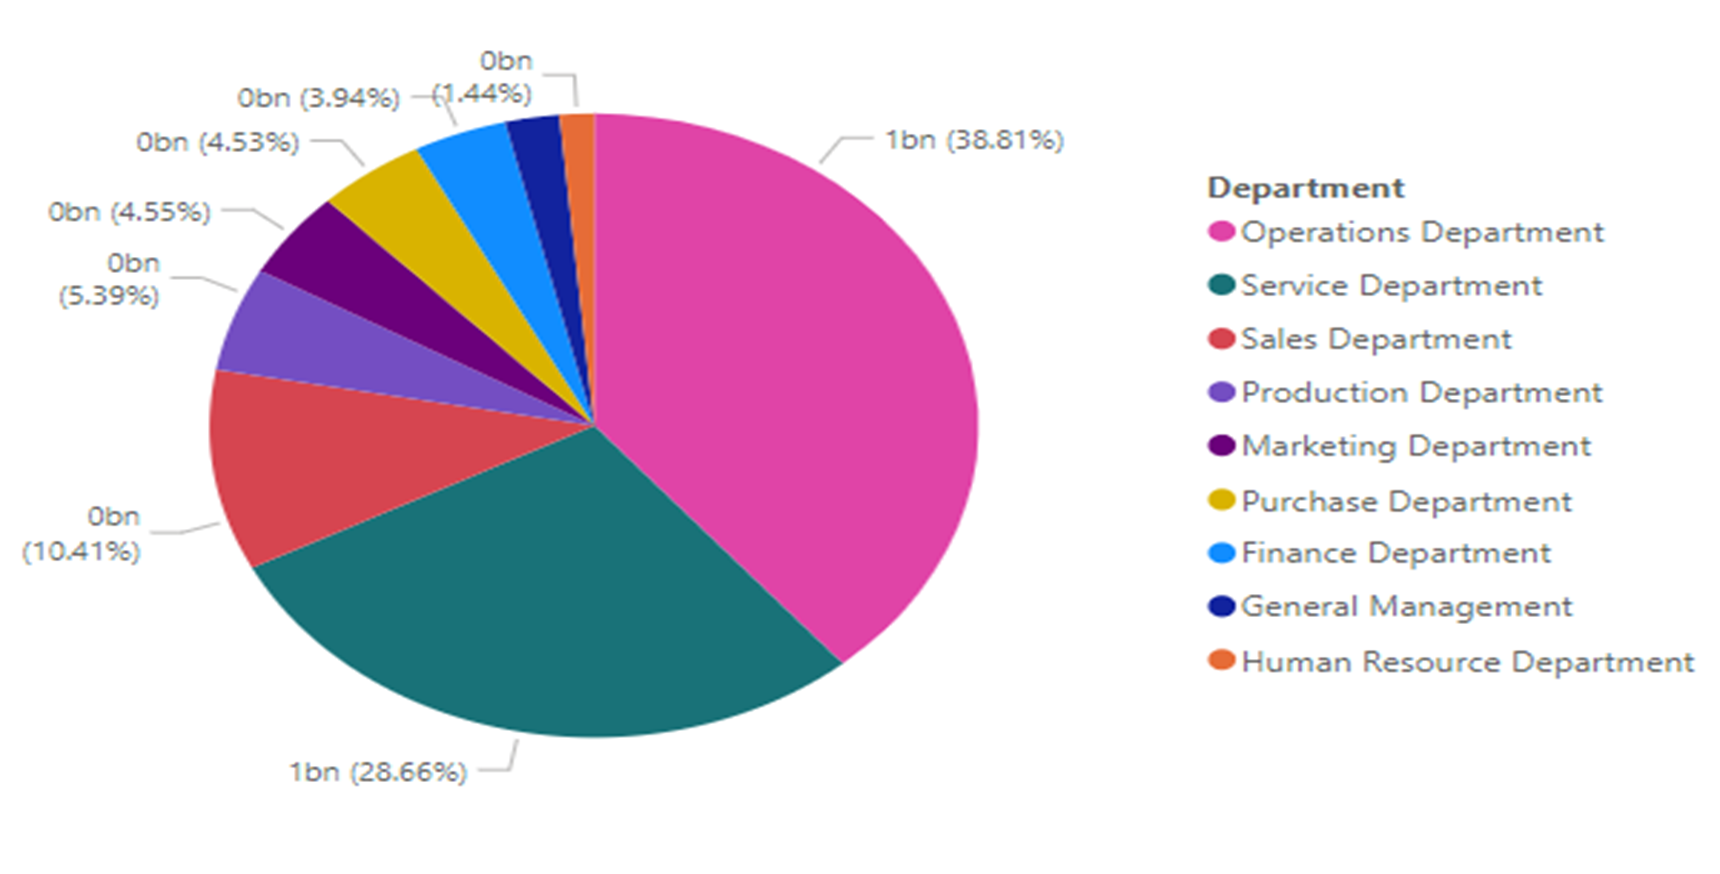 0bn
(1.44%)
0bn (3.94%)
0bn (4.53%)
0bn (4.55%)
0bn
(5.39%)
0bn
(10.41%)
1bn (28.66%)
1bn (38.81%)
Department
Operations Department
Service Department
Sales Department
Production Department
Marketing Department
Purchase Department
Finance Department
General Management
Human Resource Department